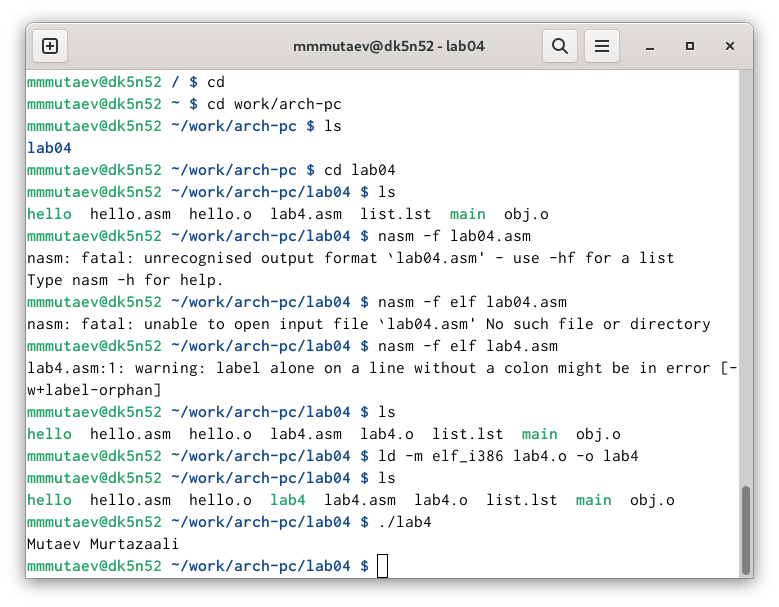 mmmutaev@dk5n52 - lab04
mmmutaev@dk5n52 / $ cd
mmmutaev@dk5n52 ~ $ cd work/arch-pc
mmmutaev@dk5n52 ~/work/arch-pc $ ls
lab04
mmmutaev@dk5n52 ~/work/arch-pc $ cd lab04
mmmutaev@dk5n52 ~/work/arch-pc/lab04 $ ls
hello  hello.asm  hello.o  lab4.asm  list.lst  main  obj.o
mmmutaev@dk5n52 ~/work/arch-pc/lab04 $ nasm -f lab04.asm
nasm: fatal: unrecognised output format `lab04.asm' - use -hf for a list
Type nasm -h for help.
mmmutaev@dk5n52 ~/work/arch-pc/lab04 $ nasm -f elf lab04.asm
nasm: fatal: unable to open input file `lab04.asm' No such file or directory
mmmutaev@dk5n52 ~/work/arch-pc/lab04 $ nasm -f elf lab4.asm
lab4.asm:1: warning: label alone on a line without a colon might be in error [-
w+label-orphan]
mmmutaev@dk5n52 ~/work/arch-pc/lab04 $ ls
hello  hello.asm  hello.o  lab4.asm  lab4.o  list.lst  main  obj.o
mmmutaev@dk5n52 ~/work/arch-pc/lab04 $ ld -m elf_i386 lab4.o -o lab4
mmmutaev@dk5n52 ~/work/arch-pc/lab04 $ ls
hello  hello.asm  hello.o  lab4  lab4.asm  lab4.o  list.lst  main  obj.o
mmmutaev@dk5n52 ~/work/arch-pc/lab04 $ ./lab4
Mutaev Murtazaali
mmmutaev@dk5n52 ~/work/arch-pc/lab04 $